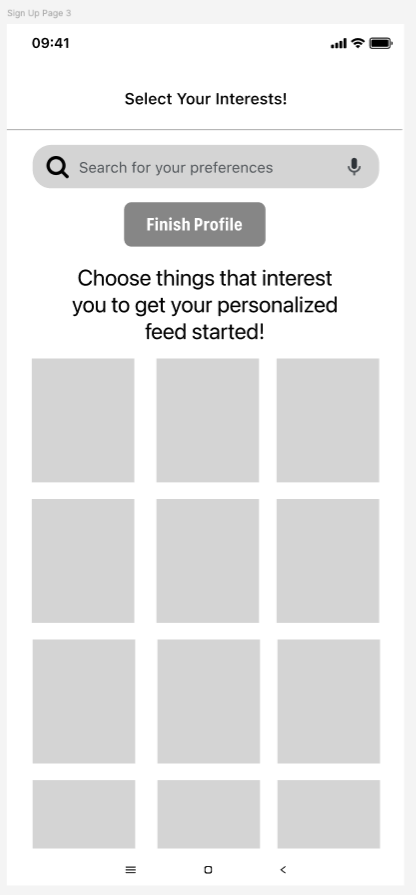 Sign Up Page 3
09:41
Select Your Interests!
Search for your preferences
Finish Profile
Choose things that interest
you to get your personalized
feed started!